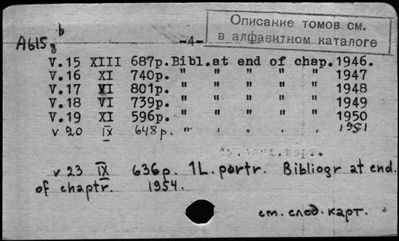 Описание томов см.
в алфавитном каталоге
A615 b
8
-4-
V.15 XIII 687p. Bibl.at end of chap.1946.
V.16 XI 740p. " " " " " 1947
V.17 VI 801p. " " " " " 1948
V.18 VI 739p. " " " " " 1949
V.19 XI 596p. " " " " " 1950
v 20 IX 648p. " " " " " 1951
v 23 IX 636p. 1L. portr. Bibliogr at end.
of chaptr. 1954.
см. след. карт.